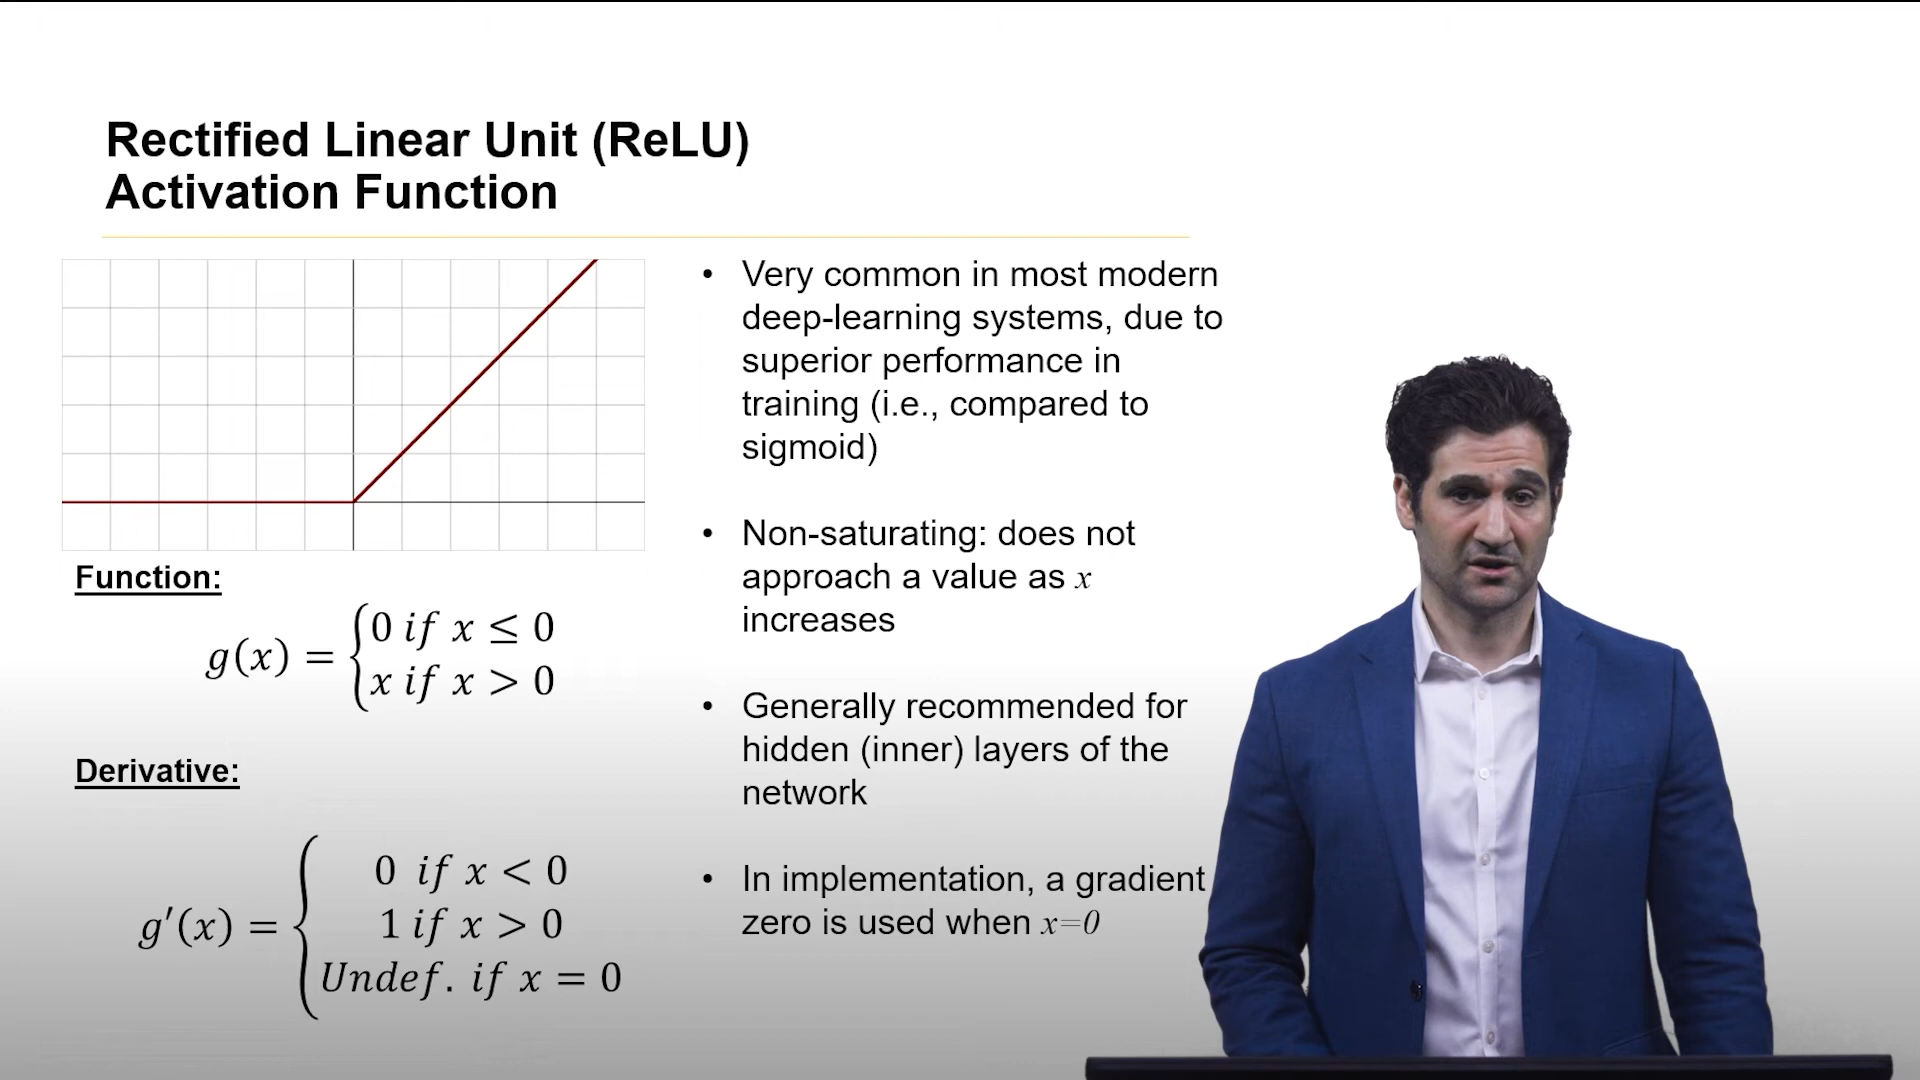 Rectified Linear Unit (ReLU)
Activation Function
Function:
g(x) = {0 if x ≤ 0
x if x > 0
Derivative:
g′(x) = {0 if x < 0
1 if x > 0
Undef. if x = 0
• Very common in most modern
deep-learning systems, due to
superior performance in
training (i.e., compared to
sigmoid)
• Non-saturating: does not
approach a value as x
increases
• Generally recommended for
hidden (inner) layers of the
network
• In implementation, a gradient
zero is used when x=0